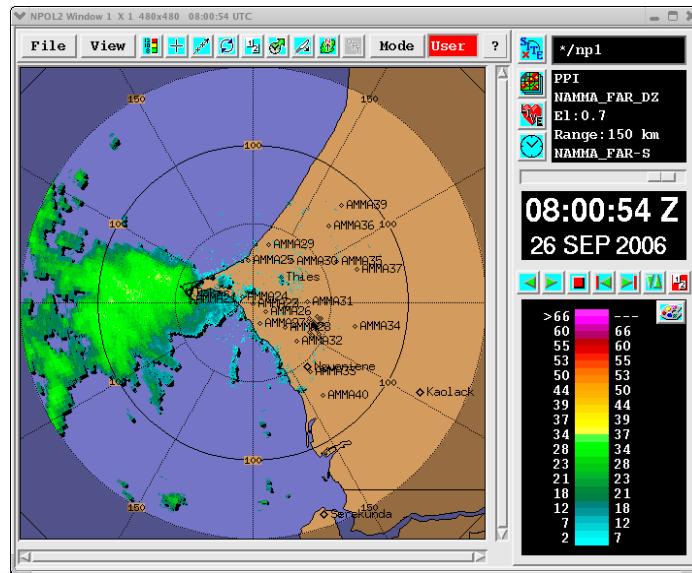 NPOL2 Window 1 X 1 480x480 08:00:54 UTC
File View Mode User ?
*/np1
PPI
NAMMA_FAR_DZ
El:0.7
Range:150 km
NAMMA_FAR-S
08:00:54 Z
26 SEP 2006
150 150
100
AMMA39
100 AMMA36 100
AMMA29
AMMA25 AMMA30 AMMA35
AMMA37
Thies
AMMA31
AMMA26
AMMA34
AMMA32
AMMA33
100 100
AMMA40
Kaolack
100
150 150
Serekunda
>66 ---
60 66
55 60
53 55
50 53
44 50
39 44
37 39
34 37
28 34
23 28
21 23
18 21
12 18
7 12
2 7